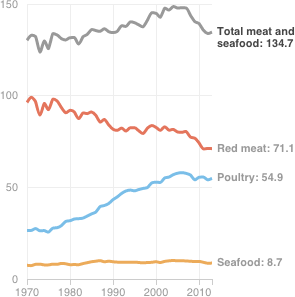 150
Total meat and
seafood: 134.7
100
Red meat: 71.1
Poultry: 54.9
50
Seafood: 8.7
0
1970 1980 1990 2000 2010